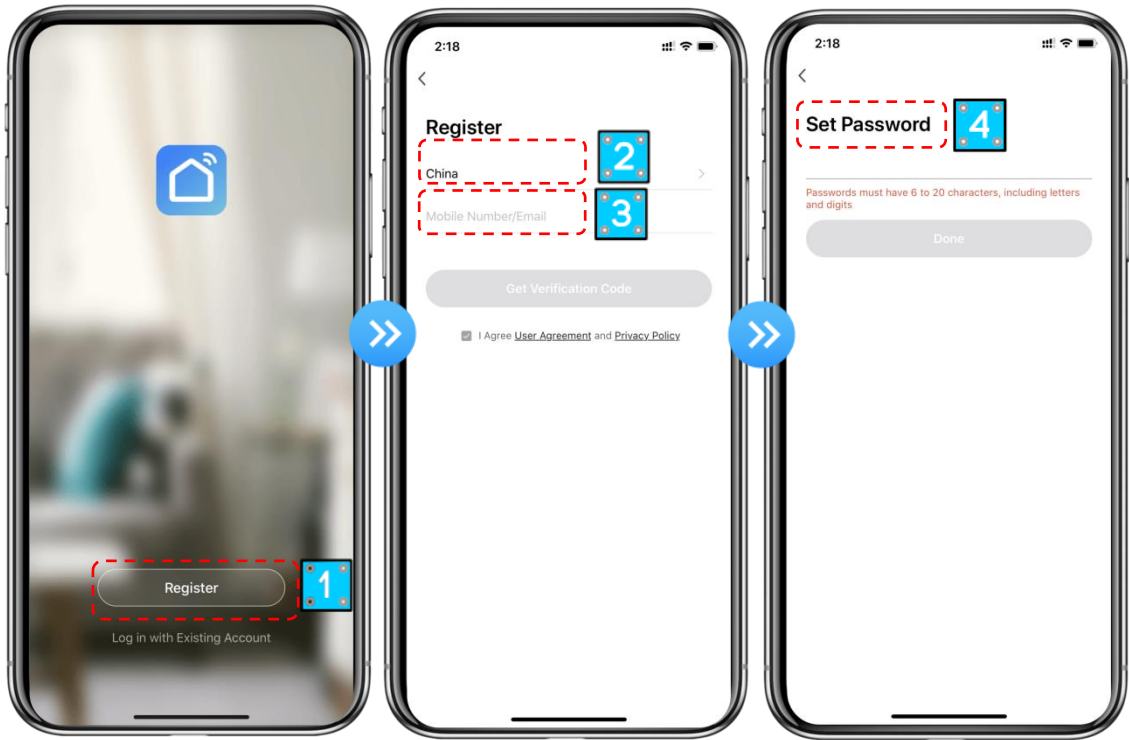 Register
1
Log in with Existing Account
2:18
Register
2
China
3
Mobile Number/Email
Get Verification Code
I Agree User Agreement and Privacy Policy
2:18
Set Password
4
Passwords must have 6 to 20 characters, including letters
and digits
Done